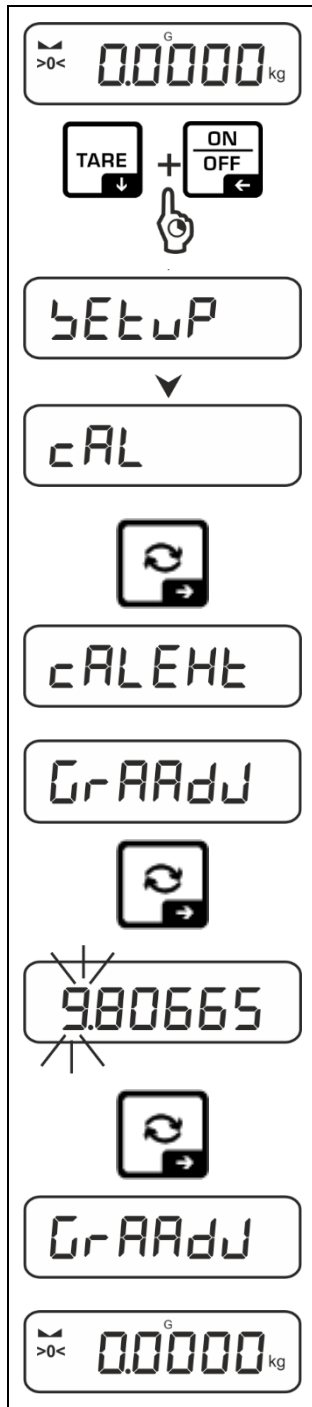 G
>0< 0.0000 kg
TARE + ON
OFF
SEtuP
cAL
cALEHt
GrAAdJ
9.80665
GrAAdJ
G
>0< 0.0000 kg